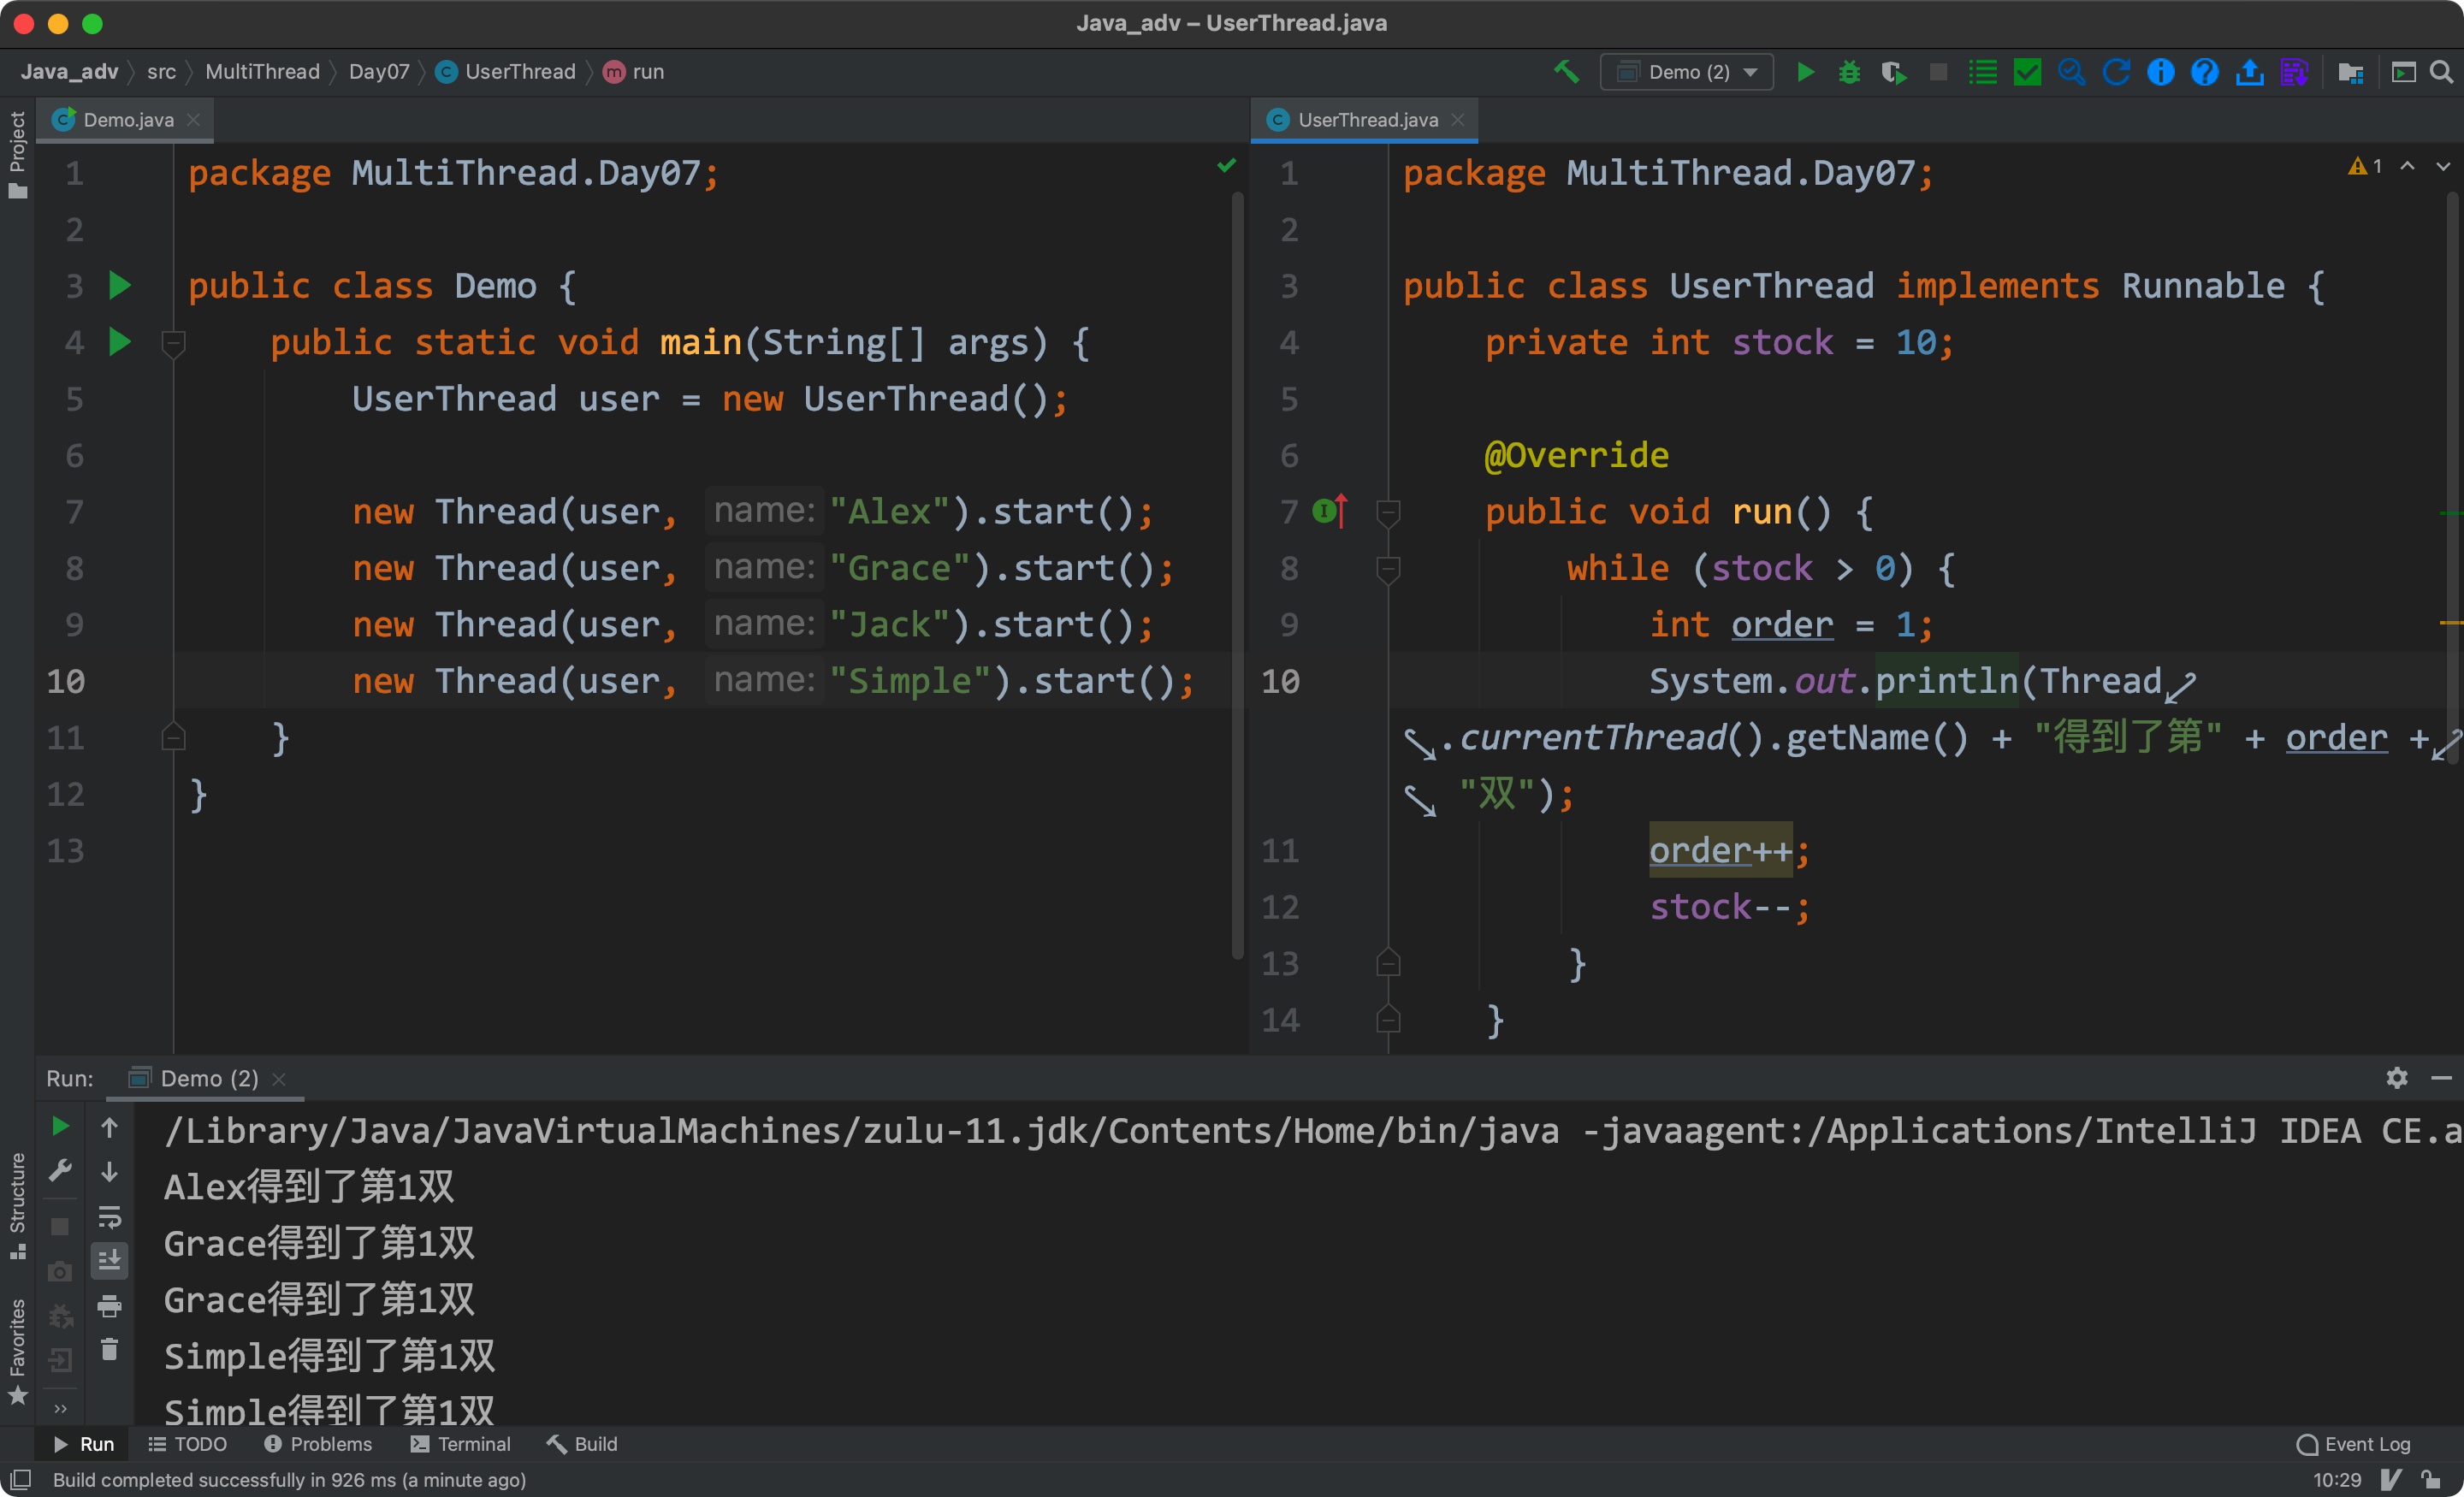 Java_adv – UserThread.java
Java_adv src MultiThread Day07 UserThread run
Demo (2)
Project
Demo.java
1 package MultiThread.Day07;
2
3 public class Demo {
4 public static void main(String[] args) {
5 UserThread user = new UserThread();
6
7 new Thread(user, name: "Alex").start();
8 new Thread(user, name: "Grace").start();
9 new Thread(user, name: "Jack").start();
10 new Thread(user, name: "Simple").start();
11 }
12 }
13
UserThread.java
1
1 package MultiThread.Day07;
2
3 public class UserThread implements Runnable {
4 private int stock = 10;
5
6 @Override
7 public void run() {
8 while (stock > 0) {
9 int order = 1;
10 System.out.println(Thread
.currentThread().getName() + "得到了第" + order +
"双");
11 order++;
12 stock--;
13 }
14 }
Run: Demo (2)
/Library/Java/JavaVirtualMachines/zulu-11.jdk/Contents/Home/bin/java -javaagent:/Applications/IntelliJ IDEA CE.a
Alex得到了第1双
Grace得到了第1双
Grace得到了第1双
Simple得到了第1双
Simple得到了第1双
Structure
Favorites
Run TODO Problems Terminal Build Event Log
Build completed successfully in 926 ms (a minute ago) 10:29